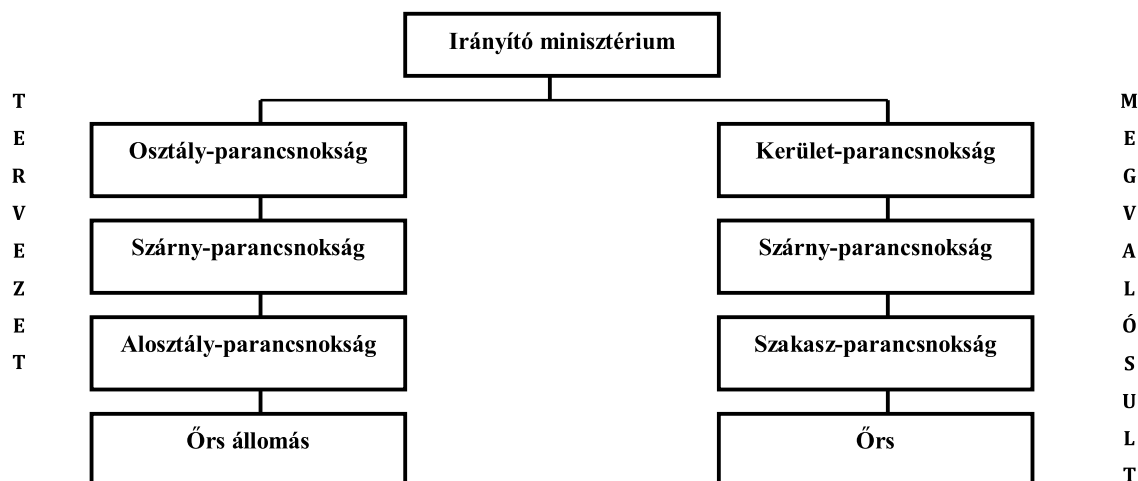 Irányító minisztérium
T
E
R
V
E
Z
E
T
Osztály-parancsnokság
Szárny-parancsnokság
Alosztály-parancsnokság
Őrs állomás
Kerület-parancsnokság
Szárny-parancsnokság
Szakasz-parancsnokság
Őrs
M
E
G
V
A
L
Ó
S
U
L
T